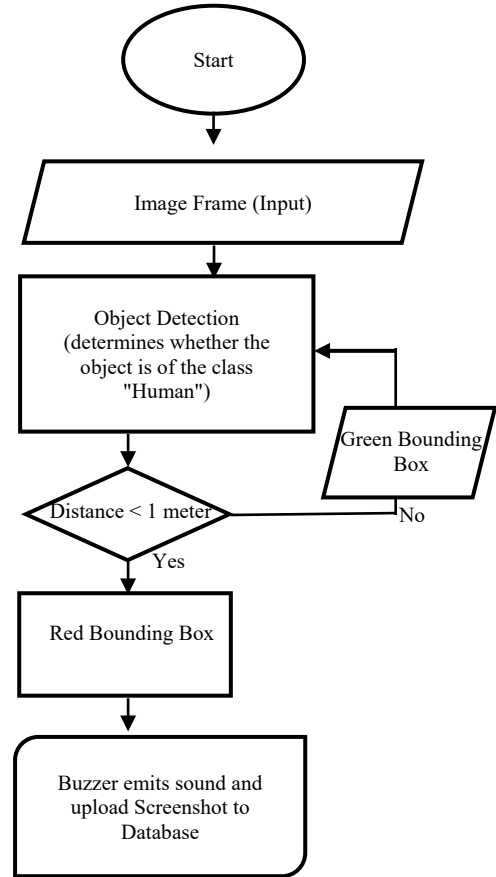 Start
Image Frame (Input)
Object Detection
(determines whether the
object is of the class
"Human")
Green Bounding
Box
Distance < 1 meter
No
Yes
Red Bounding Box
Buzzer emits sound and
upload Screenshot to
Database